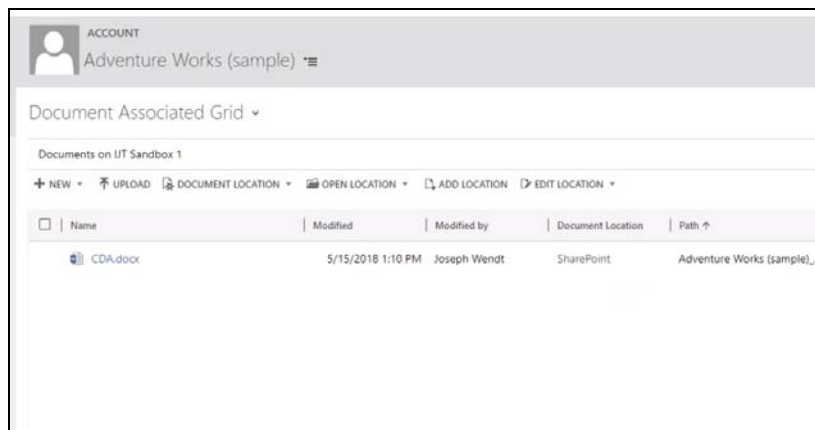 ACCOUNT
Adventure Works (sample)
Document Associated Grid
Documents on IJT Sandbox 1
NEW UPLOAD DOCUMENT LOCATION OPEN LOCATION ADD LOCATION EDIT LOCATION
Name Modified Modified by Document Location Path
CDA.docx 5/15/2018 1:10 PM Joseph Wendt SharePoint Adventure Works (sample)_